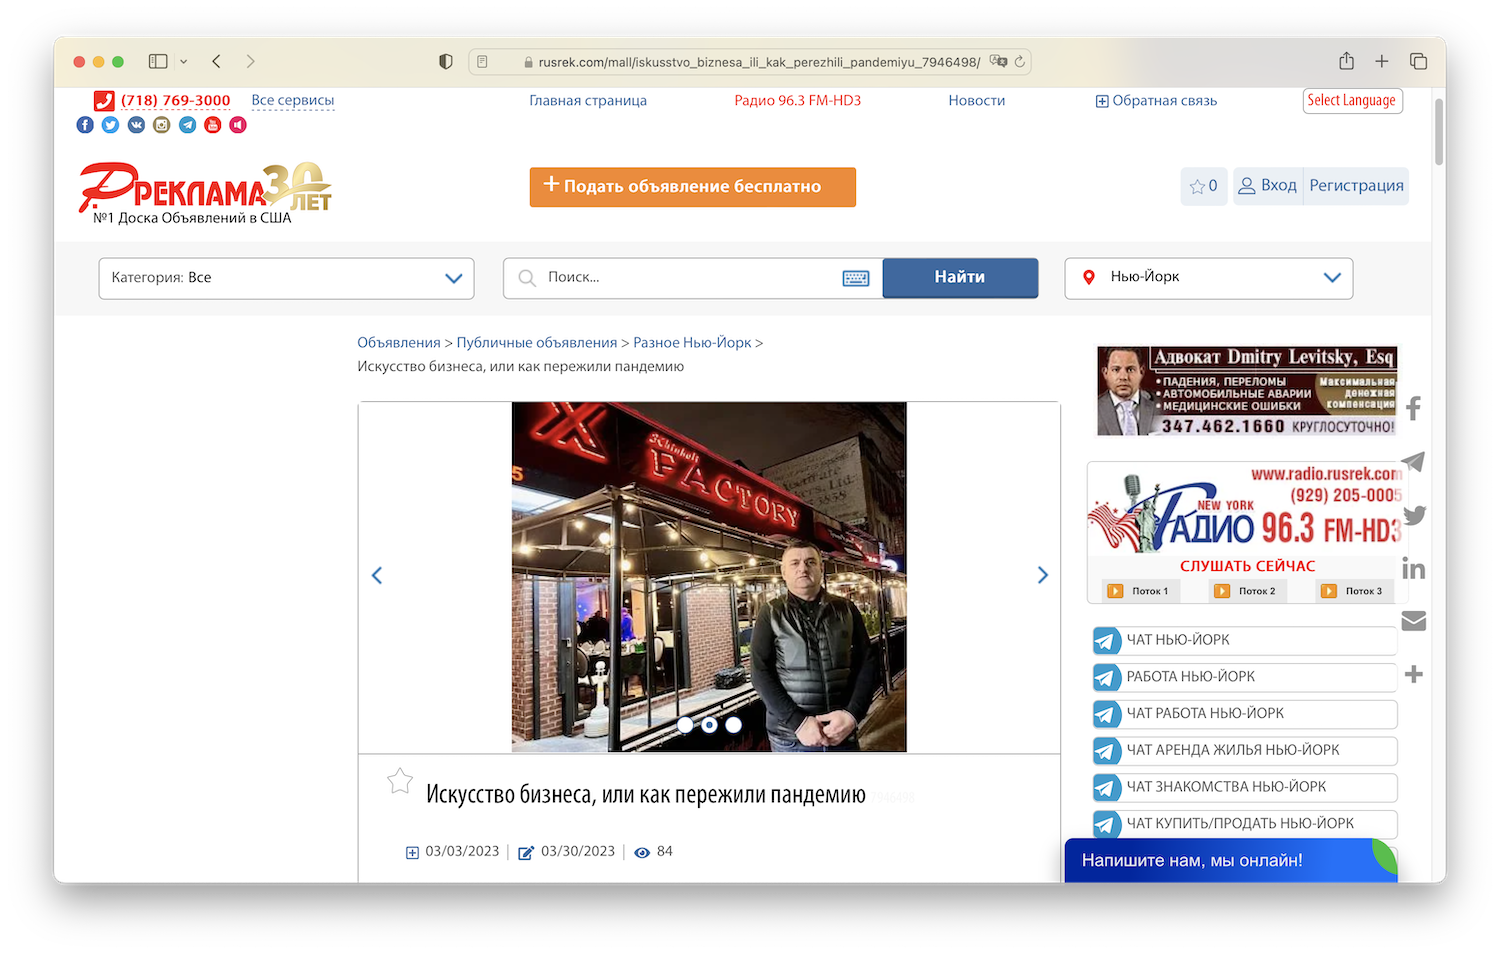 rusrek.com/mall/iskusstvo_biznesa_ili_kak_perezhili_pandemiyu_7946498/
(718) 769-3000
Все сервисы
Главная страница
Радио 96.3 FM-HD3
Новости
Обратная связь
Select Language
РЕКЛАМА 30 ЛЕТ
№1 Доска Объявлений в США
+ Подать объявление бесплатно
0
Вход
Регистрация
Категория: Все
Поиск...
Найти
Нью-Йорк
Объявления > Публичные объявления > Разное Нью-Йорк >
Искусство бизнеса, или как пережили пандемию
Адвокат Dmitry Levitsky, Esq
• ПАДЕНИЯ, ПЕРЕЛОМЫ
• АВТОМОБИЛЬНЫЕ АВАРИИ
• МЕДИЦИНСКИЕ ОШИБКИ
Максимальная
денежная
компенсация
347.462.1660 КРУГЛОСУТОЧНО!
X
5
FACTORY
www.radio.rusrek.com
(929) 205-0005
NEW YORK
РАДИО 96.3 FM-HD3
СЛУШАТЬ СЕЙЧАС
Поток 1
Поток 2
Поток 3
ЧАТ НЬЮ-ЙОРК
РАБОТА НЬЮ-ЙОРК
ЧАТ РАБОТА НЬЮ-ЙОРК
ЧАТ АРЕНДА ЖИЛЬЯ НЬЮ-ЙОРК
ЧАТ ЗНАКОМСТВА НЬЮ-ЙОРК
ЧАТ КУПИТЬ/ПРОДАТЬ НЬЮ-ЙОРК
Искусство бизнеса, или как пережили пандемию 7946498
03/03/2023 | 03/30/2023 | 84
Напишите нам, мы онлайн!